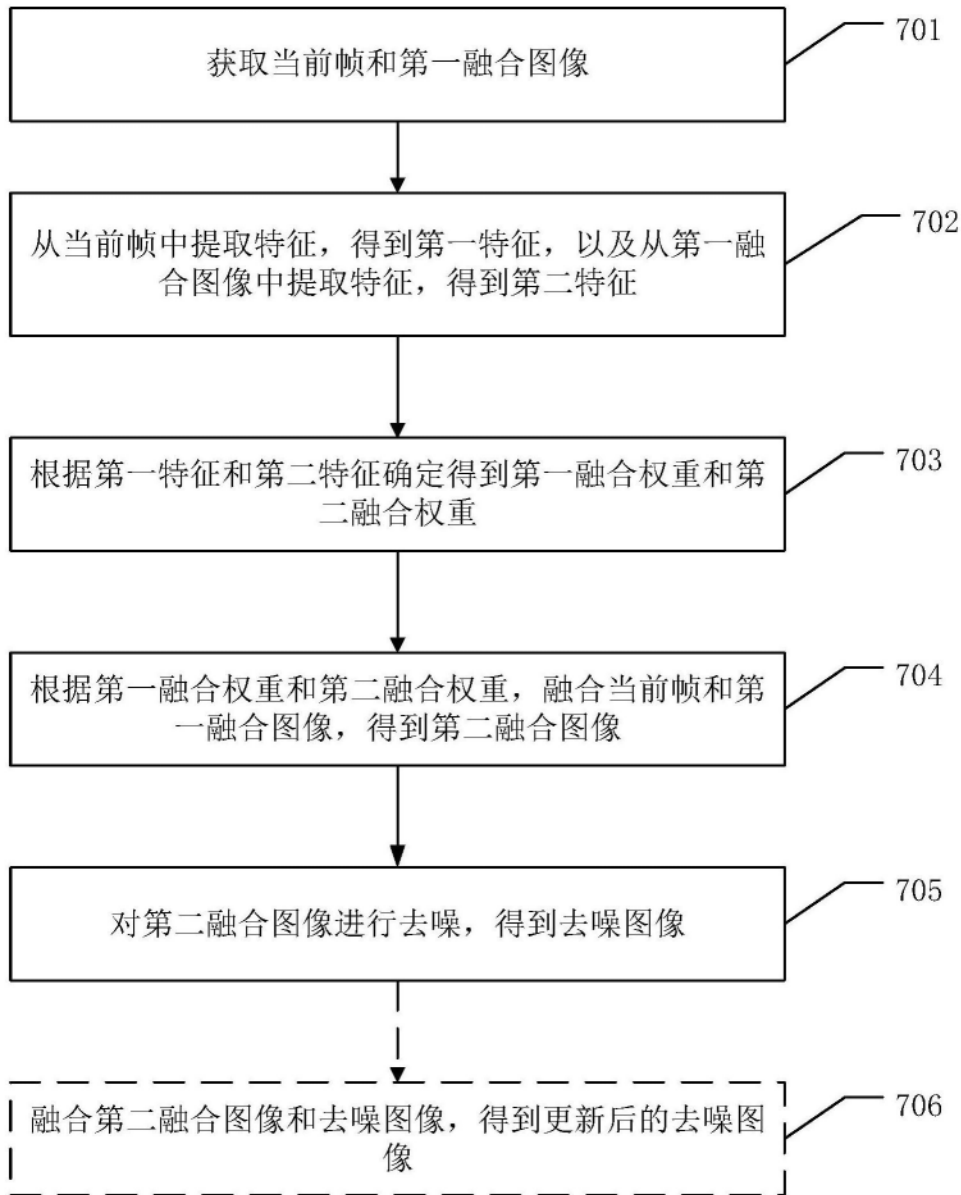 获取当前帧和第一融合图像
701
从当前帧中提取特征，得到第一特征，以及从第一融
合图像中提取特征，得到第二特征
702
根据第一特征和第二特征确定得到第一融合权重和第
二融合权重
703
根据第一融合权重和第二融合权重，融合当前帧和第
一融合图像，得到第二融合图像
704
对第二融合图像进行去噪，得到去噪图像
705
融合第二融合图像和去噪图像，得到更新后的去噪图
像
706